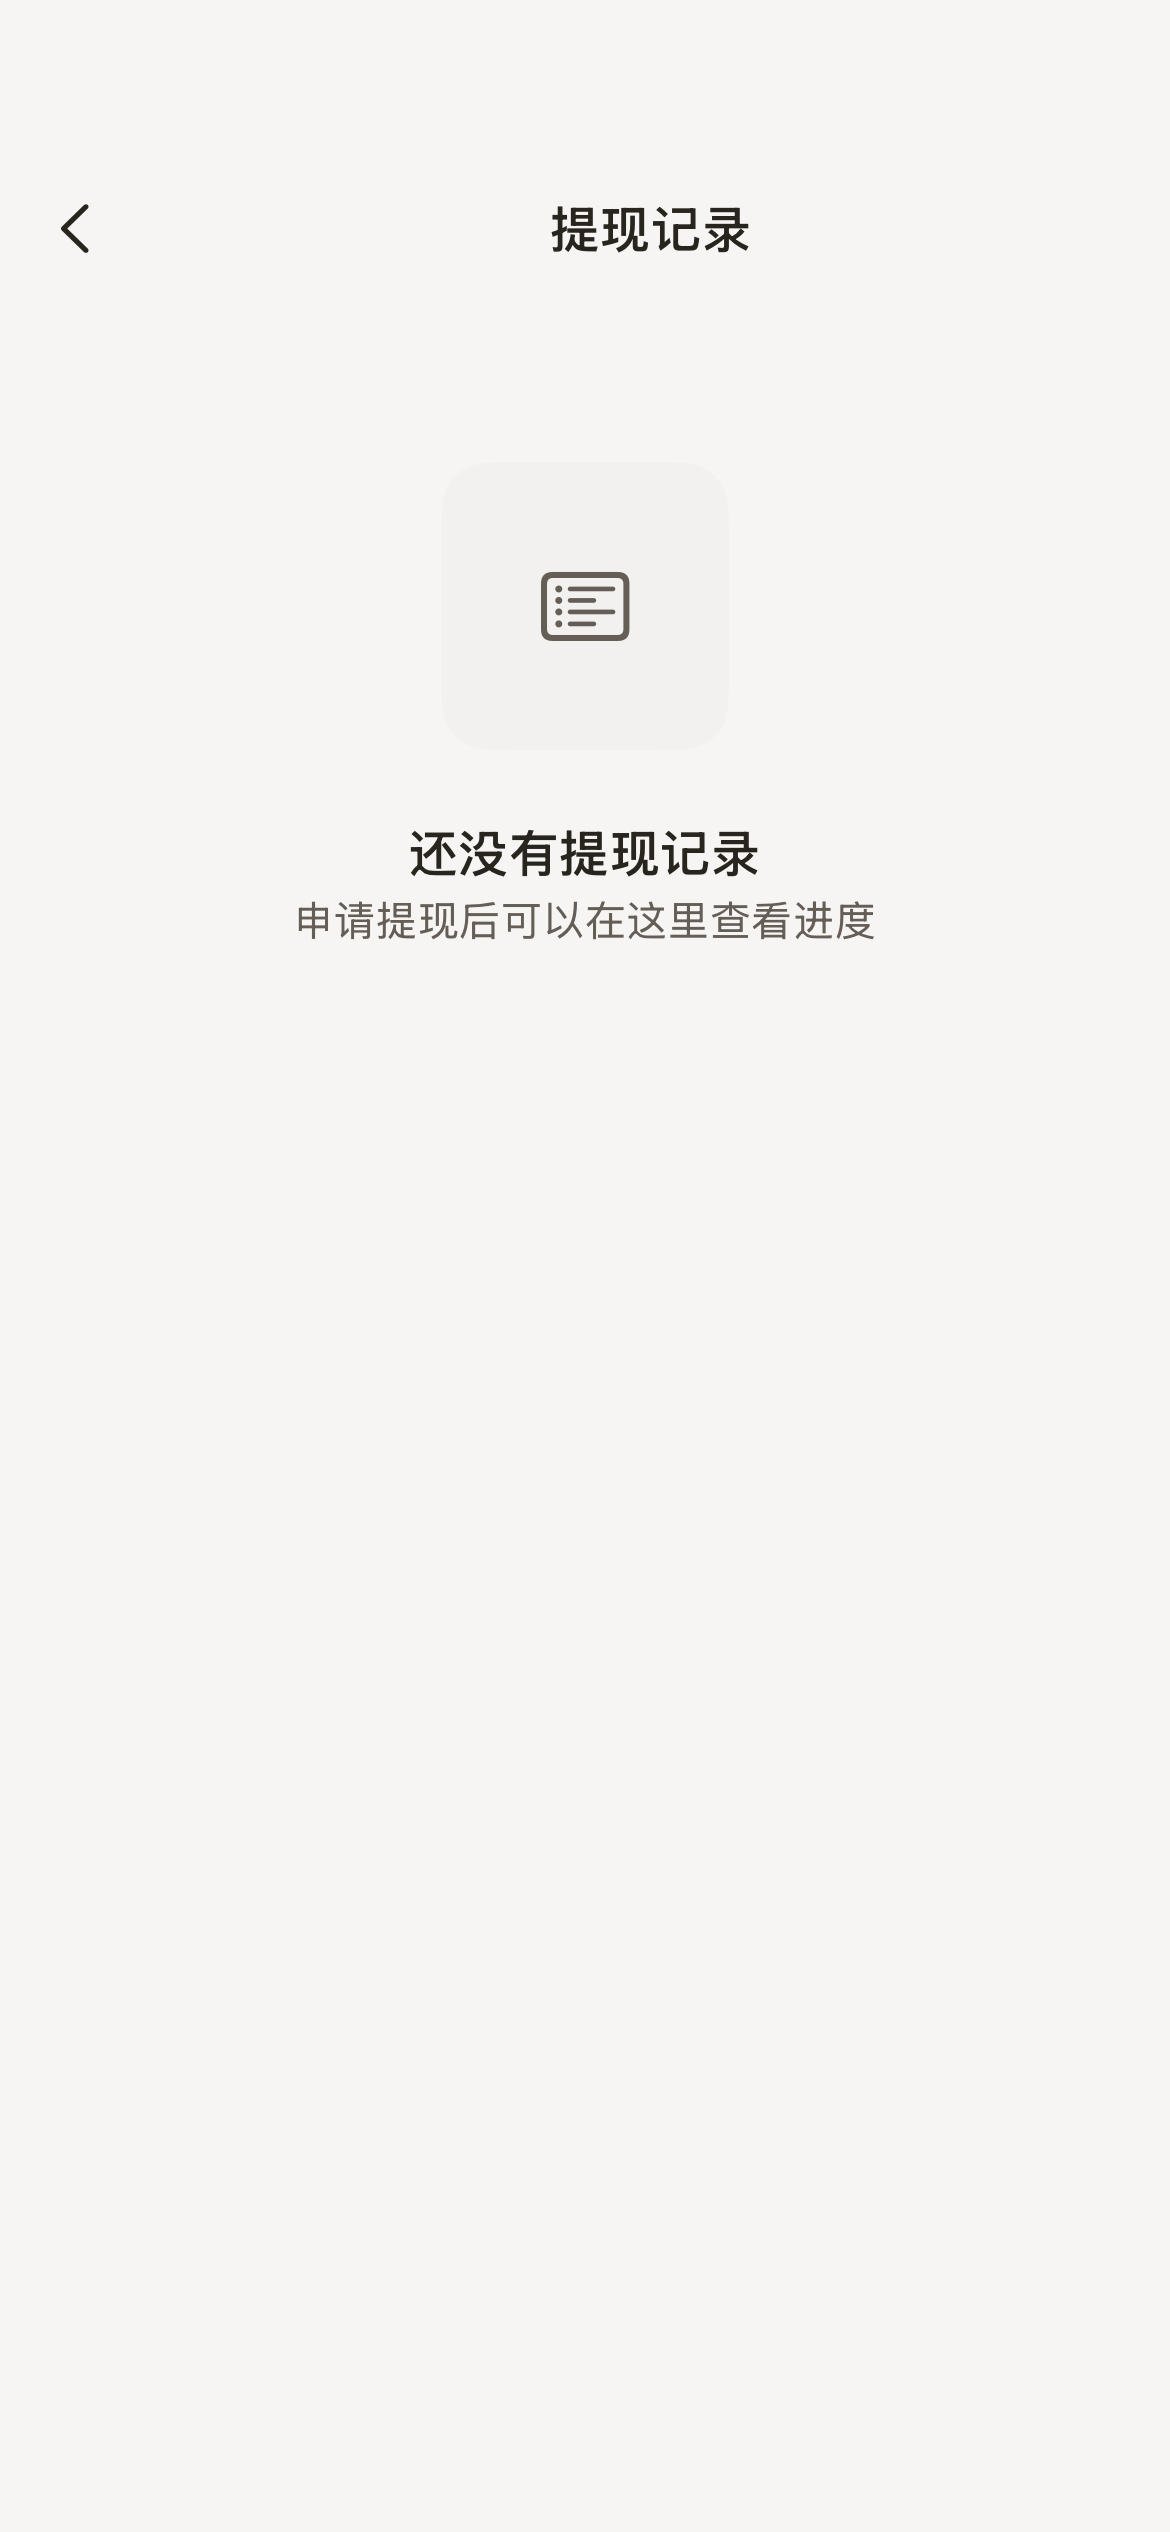 提现记录
还没有提现记录
申请提现后可以在这里查看进度